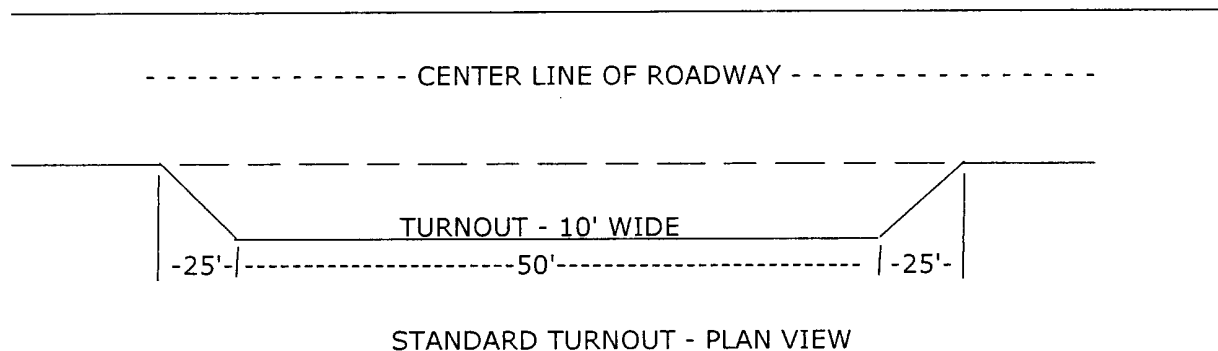 CENTER LINE OF ROADWAY
TURNOUT - 10' WIDE
-25'- 50' -25'-
STANDARD TURNOUT - PLAN VIEW